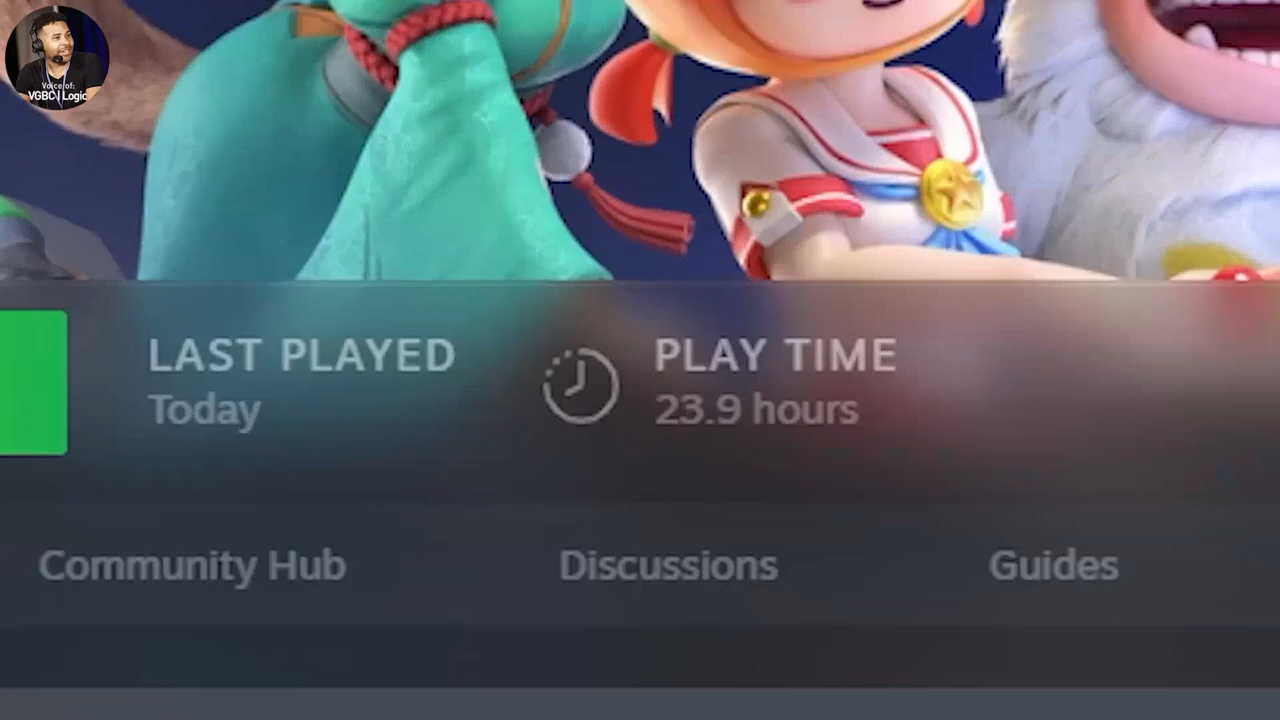 Voice of:
VGBC | Logic
LAST PLAYED
Today
PLAY TIME
23.9 hours
Community Hub
Discussions
Guides